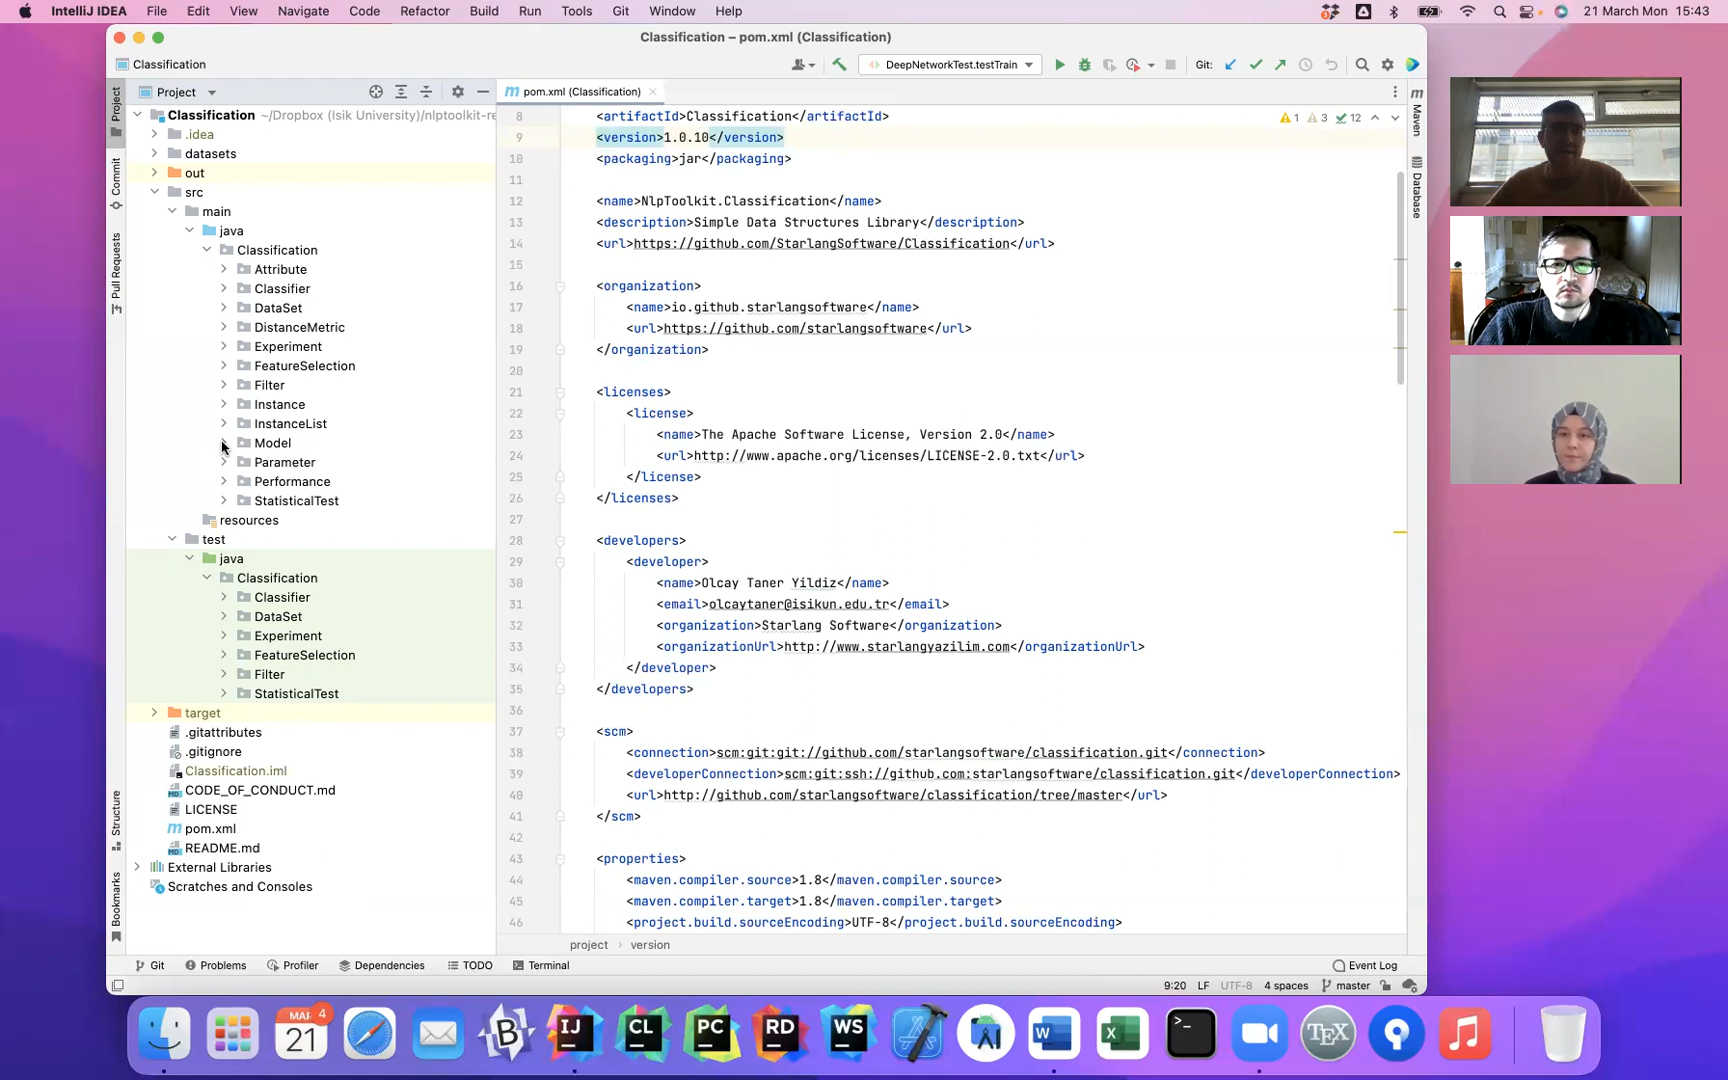 IntelliJ IDEA File Edit View Navigate Code Refactor Build Run Tools Git Window Help 3 21 March Mon 15:43
Classification – pom.xml (Classification)
Classification DeepNetworkTest.testTrain Git:
Project
Commit
Pull Requests
Structure
Bookmarks
Project
Classification ~/Dropbox (Isik University)/nlptoolkit-re
.idea
datasets
out
src
main
java
Classification
Attribute
Classifier
DataSet
DistanceMetric
Experiment
FeatureSelection
Filter
Instance
InstanceList
Model
Parameter
Performance
StatisticalTest
resources
test
java
Classification
Classifier
DataSet
Experiment
FeatureSelection
Filter
StatisticalTest
target
.gitattributes
.gitignore
Classification.iml
CODE_OF_CONDUCT.md
LICENSE
pom.xml
README.md
External Libraries
Scratches and Consoles
pom.xml (Classification)
1 3 12
8 <artifactId>Classification</artifactId>
9 <version>1.0.10</version>
10 <packaging>jar</packaging>
11
12 <name>NlpToolkit.Classification</name>
13 <description>Simple Data Structures Library</description>
14 <url>https://github.com/StarlangSoftware/Classification</url>
15
16 <organization>
17 <name>io.github.starlangsoftware</name>
18 <url>https://github.com/starlangsoftware</url>
19 </organization>
20
21 <licenses>
22 <license>
23 <name>The Apache Software License, Version 2.0</name>
24 <url>http://www.apache.org/licenses/LICENSE-2.0.txt</url>
25 </license>
26 </licenses>
27
28 <developers>
29 <developer>
30 <name>Olcay Taner Yildiz</name>
31 <email>olcaytaner@isikun.edu.tr</email>
32 <organization>Starlang Software</organization>
33 <organizationUrl>http://www.starlangyazilim.com</organizationUrl>
34 </developer>
35 </developers>
36
37 <scm>
38 <connection>scm:git:git://github.com/starlangsoftware/classification.git</connection>
39 <developerConnection>scm:git:ssh://github.com:starlangsoftware/classification.git</developerConnection>
40 <url>http://github.com/starlangsoftware/classification/tree/master</url>
41 </scm>
42
43 <properties>
44 <maven.compiler.source>1.8</maven.compiler.source>
45 <maven.compiler.target>1.8</maven.compiler.target>
46 <project.build.sourceEncoding>UTF-8</project.build.sourceEncoding>
project › version
m Maven
Database
Git Problems Profiler Dependencies TODO Terminal Event Log
9:20 LF UTF-8 4 spaces master
MAR 4
21
B IJ CL PC RD WS W X >_ TEX